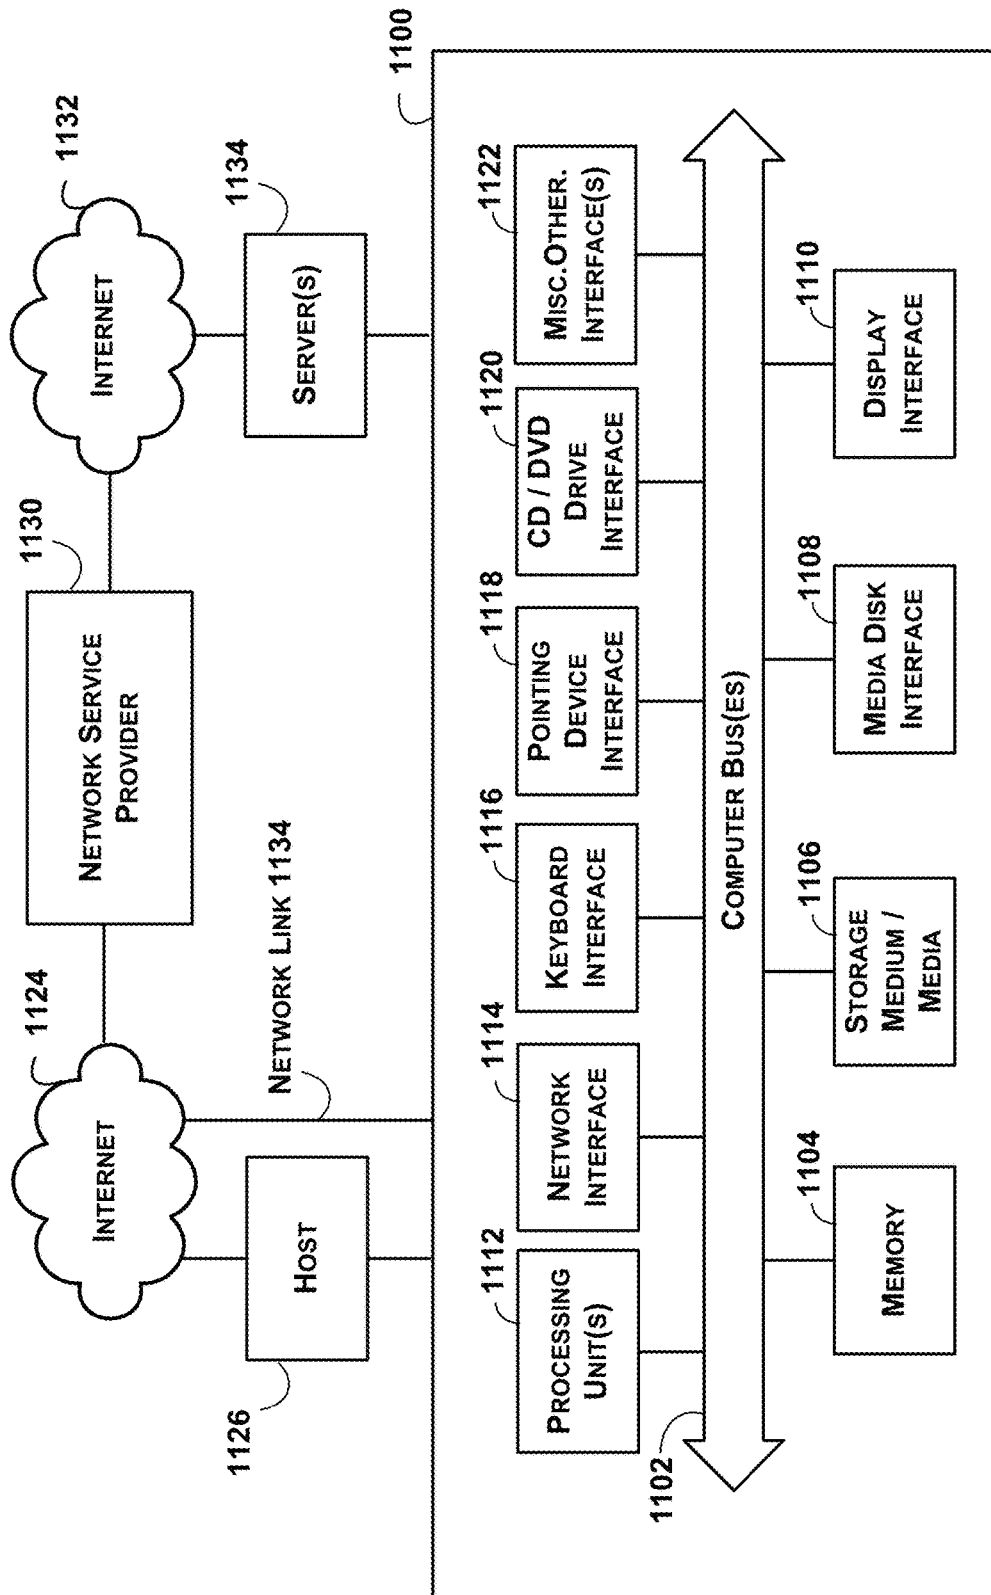 1132
INTERNET
1134
SERVER(S)
1130
NETWORK SERVICE
PROVIDER
1124
INTERNET
NETWORK LINK 1134
HOST
1126
1100
1112
PROCESSING
UNIT(S)
1114
NETWORK
INTERFACE
1116
KEYBOARD
INTERFACE
1118
POINTING
DEVICE
INTERFACE
1120
CD / DVD
DRIVE
INTERFACE
1122
MISC.OTHER.
INTERFACE(S)
1102
COMPUTER BUS(ES)
1104
MEMORY
1106
STORAGE
MEDIUM /
MEDIA
1108
MEDIA DISK
INTERFACE
1110
DISPLAY
INTERFACE